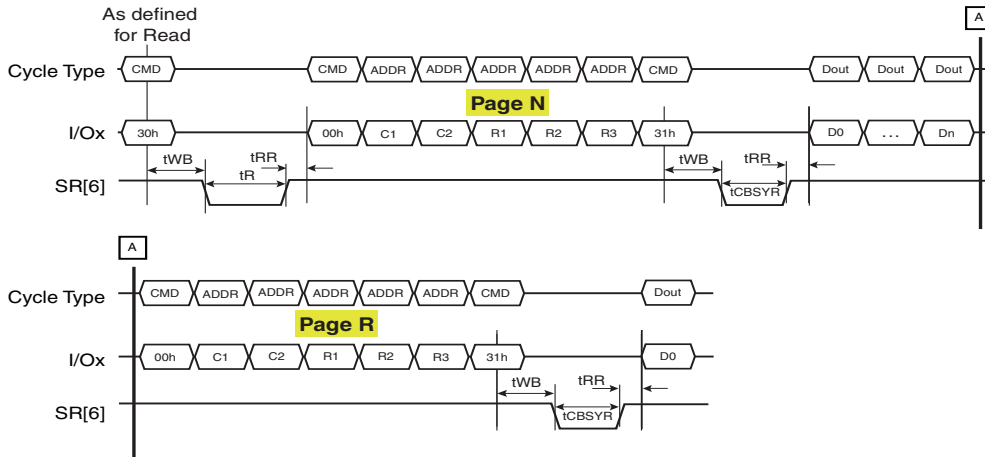 As defined
for Read
A
Cycle Type CMD CMD ADDR ADDR ADDR ADDR ADDR CMD Dout Dout Dout
Page N
I/Ox 30h 00h C1 C2 R1 R2 R3 31h D0 ... Dn
tWB tRR tWB tRR
SR[6] tR tCBSYR
A
Cycle Type CMD ADDR ADDR ADDR ADDR ADDR CMD Dout
Page R
I/Ox 00h C1 C2 R1 R2 R3 31h D0
tWB tRR
SR[6] tCBSYR